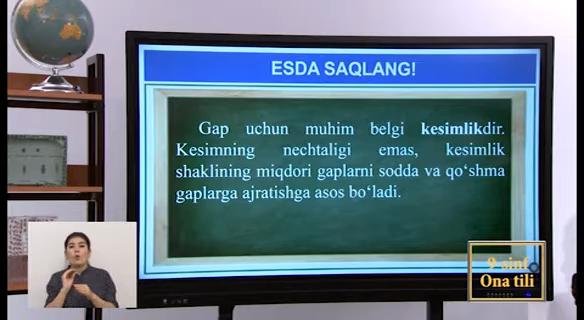 ESDA SAQLANG!
Gap uchun muhim belgi kesimlikdir.
Kesimning nechtaligi emas, kesimlik
shaklining miqdori gaplarni sodda va qo‘shma
gaplarga ajratishga asos bo‘ladi.
9-sinf
Ona tili